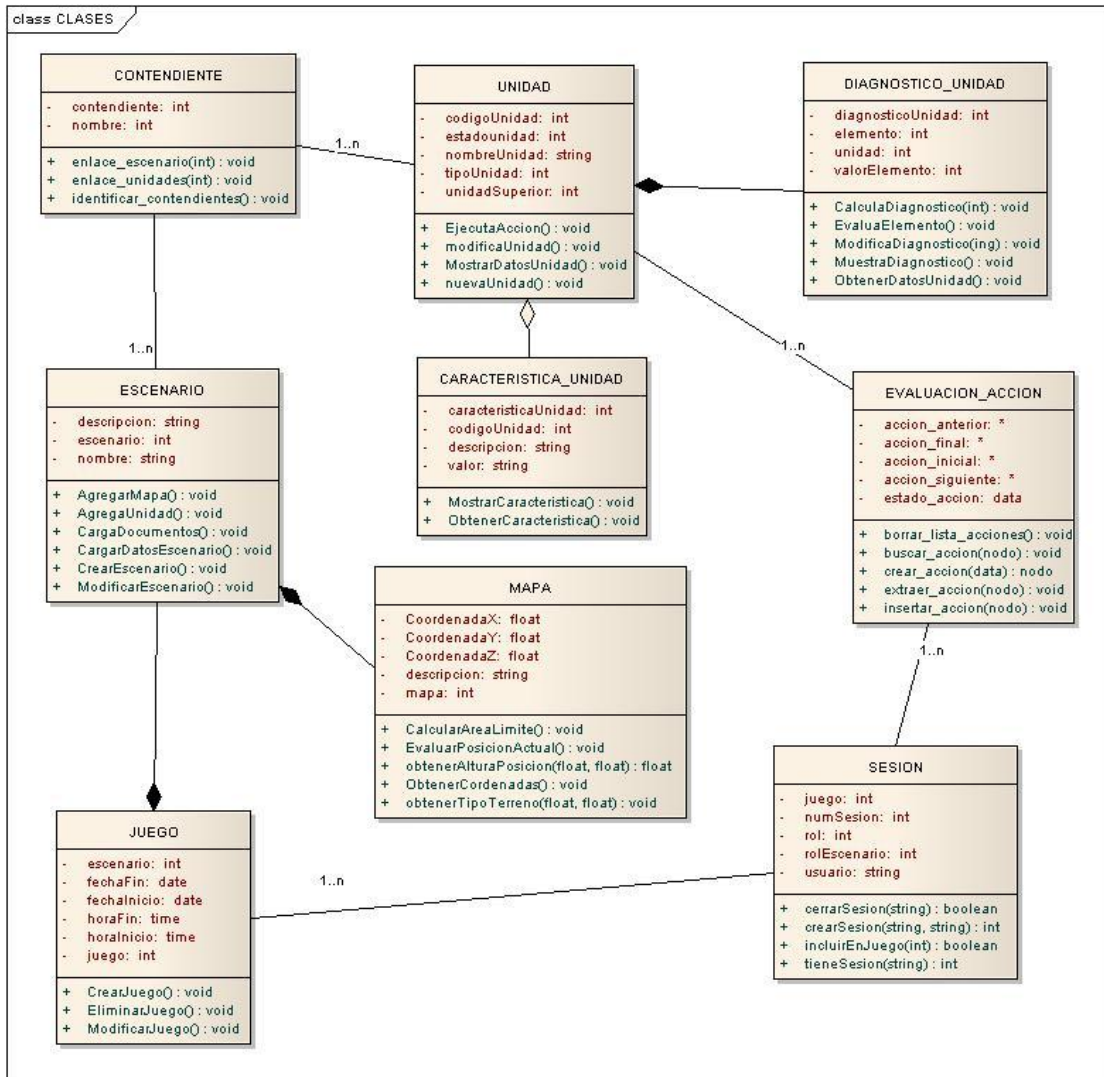 class CLASES
CONTENDIENTE
- contendiente: int
- nombre: int
+ enlace_escenario(int) : void
+ enlace_unidades(int) : void
+ identificar_contendientes() : void
1..n
UNIDAD
- codigoUnidad: int
- estadounidad: int
- nombreUnidad: string
- tipoUnidad: int
- unidadSuperior: int
+ EjecutaAccion() : void
+ modificaUnidad() : void
+ MostrarDatosUnidad() : void
+ nuevaUnidad() : void
DIAGNOSTICO_UNIDAD
- diagnosticoUnidad: int
- elemento: int
- unidad: int
- valorElemento: int
+ CalculaDiagnostico(int) : void
+ EvaluaElemento() : void
+ ModificaDiagnostico(ing) : void
+ MuestraDiagnostico() : void
+ ObtenerDatosUnidad() : void
1..n
1..n
ESCENARIO
- descripcion: string
- escenario: int
- nombre: string
+ AgregarMapa() : void
+ AgregaUnidad() : void
+ CargaDocumentos() : void
+ CargarDatosEscenario() : void
+ CrearEscenario() : void
+ ModificarEscenario() : void
CARACTERISTICA_UNIDAD
- caracteristicaUnidad: int
- codigoUnidad: int
- descripcion: string
- valor: string
+ MostrarCaracteristica() : void
+ ObtenerCaracteristica() : void
EVALUACION_ACCION
- accion_anterior: *
- accion_final: *
- accion_inicial: *
- accion_siguiente: *
- estado_accion: data
+ borrar_lista_acciones() : void
+ buscar_accion(nodo) : void
+ crear_accion(data) : nodo
+ extraer_accion(nodo) : void
+ insertar_accion(nodo) : void
1..n
MAPA
- CoordenadaX: float
- CoordenadaY: float
- CoordenadaZ: float
- descripcion: string
- mapa: int
+ CalcularAreaLimite() : void
+ EvaluarPosicionActual() : void
+ obtenerAlturaPosicion(float, float) : float
+ ObtenerCordenadas() : void
+ obtenerTipoTerreno(float, float) : void
SESION
- juego: int
- numSesion: int
- rol: int
- rolEscenario: int
- usuario: string
+ cerrarSesion(string) : boolean
+ crearSesion(string, string) : int
+ incluirEnJuego(int) : boolean
+ tieneSesion(string) : int
JUEGO
- escenario: int
- fechaFin: date
- fechaInicio: date
- horaFin: time
- horaInicio: time
- juego: int
+ CrearJuego() : void
+ EliminarJuego() : void
+ ModificarJuego() : void
1..n